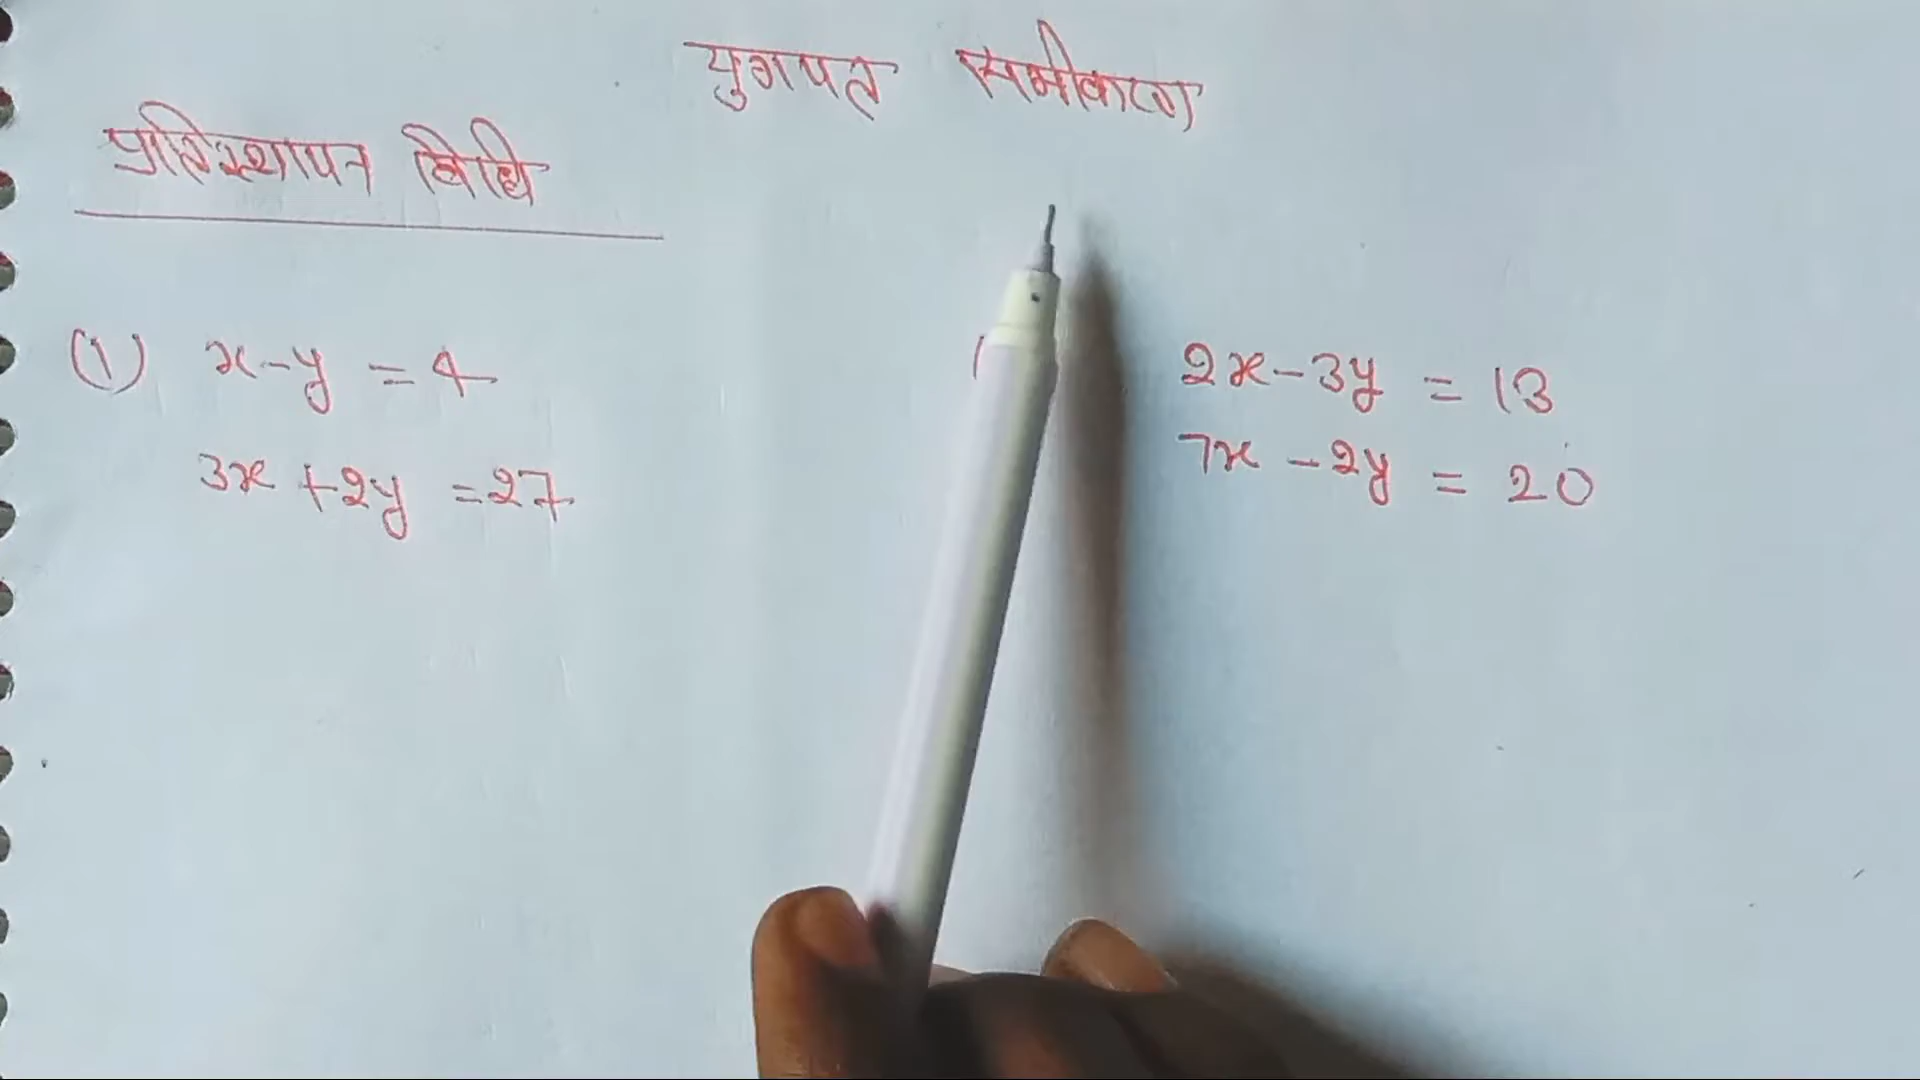 युगपत समीकरण
प्रतिस्थापन विधि
(1) x-y = 4
3x +2y =27
2x-3y = 13
7x -2y = 20